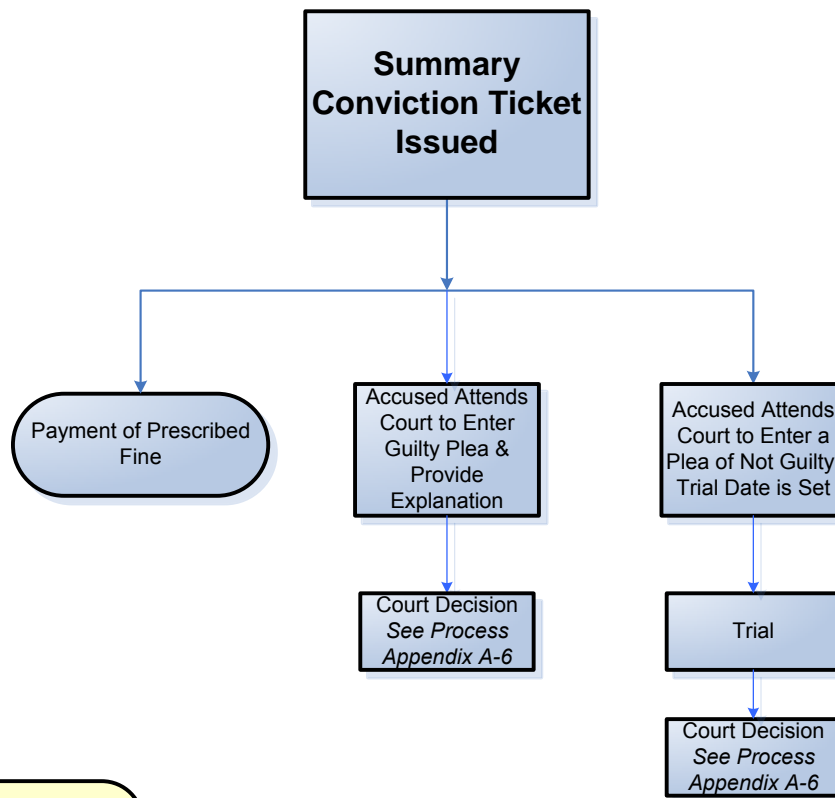 Summary
Conviction Ticket
Issued
Payment of Prescribed
Fine
Accused Attends
Court to Enter
Guilty Plea &
Provide
Explanation
Accused Attends
Court to Enter a
Plea of Not Guilty
Trial Date is Set
Court Decision
See Process
Appendix A-6
Trial
Court Decision
See Process
Appendix A-6